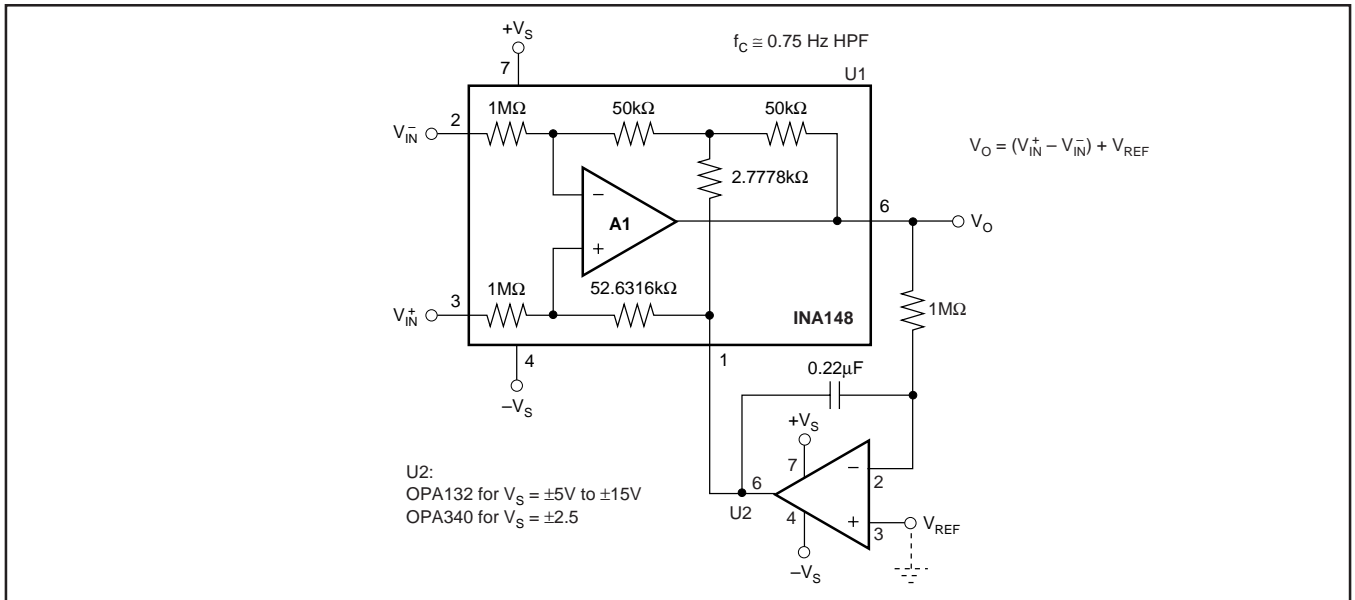 +V_S
7
f_C ≅ 0.75 Hz HPF
U1
1MΩ
50kΩ
50kΩ
2
V_IN^–
V_O = (V_IN^+ – V_IN^–) + V_REF
2.7778kΩ
–
A1
+
6
V_O
1MΩ
52.6316kΩ
3
V_IN^+
1MΩ
INA148
4
1
–V_S
0.22µF
+V_S
7
–
2
6
U2:
OPA132 for V_S = ±5V to ±15V
OPA340 for V_S = ±2.5
U2
4
+
3
V_REF
–V_S